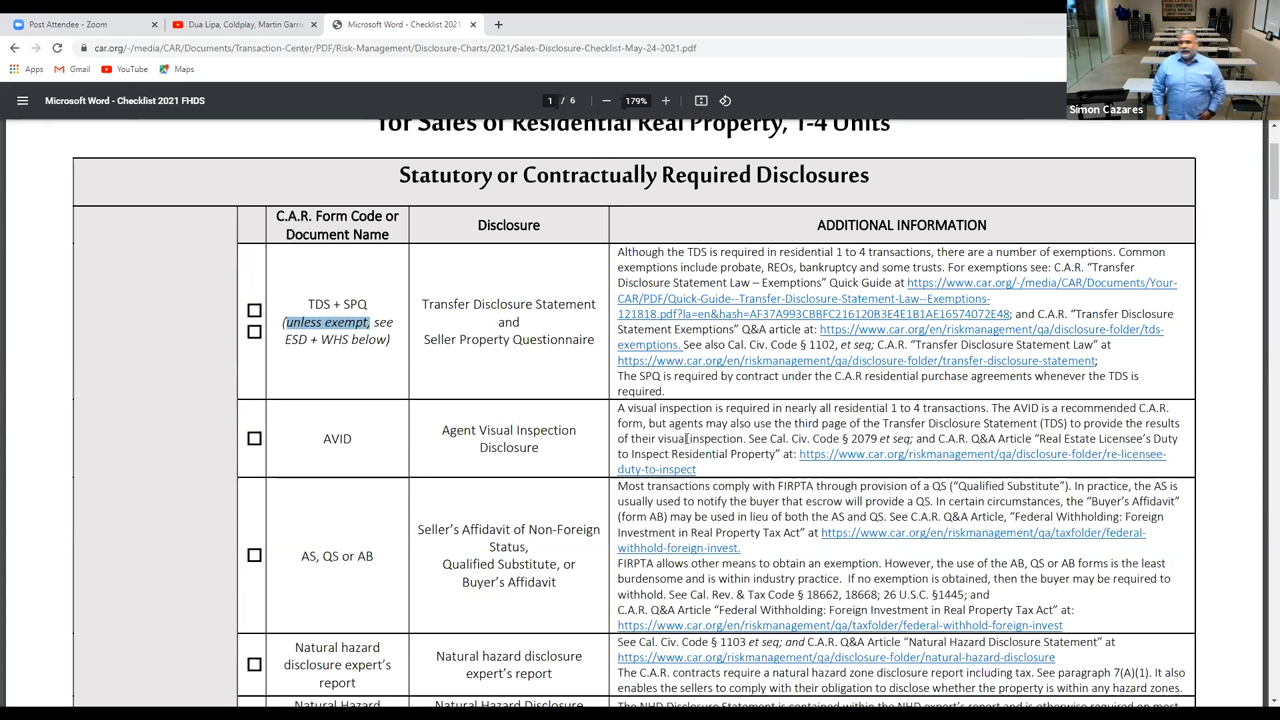 Post Attendee - Zoom
Dua Lipa, Coldplay, Martin Garri
Microsoft Word - Checklist 2021
car.org/-/media/CAR/Documents/Transaction-Center/PDF/Risk-Management/Disclosure-Charts/2021/Sales-Disclosure-Checklist-May-24-2021.pdf
Apps
Gmail
YouTube
Maps
Microsoft Word - Checklist 2021 FHDS
1 / 6
179%
Simon Cazares
for Sales of Residential Real Property, 1-4 Units
Statutory or Contractually Required Disclosures
C.A.R. Form Code or
Document Name
Disclosure
ADDITIONAL INFORMATION
TDS + SPQ
(unless exempt, see
ESD + WHS below)
Transfer Disclosure Statement
and
Seller Property Questionnaire
Although the TDS is required in residential 1 to 4 transactions, there are a number of exemptions. Common
exemptions include probate, REOs, bankruptcy and some trusts. For exemptions see: C.A.R. “Transfer
Disclosure Statement Law – Exemptions” Quick Guide at https://www.car.org/-/media/CAR/Documents/Your-
CAR/PDF/Quick-Guide--Transfer-Disclosure-Statement-Law--Exemptions-
121818.pdf?la=en&hash=AF37A993CBBFC216120B3E4E1B1AE16574072E48; and C.A.R. “Transfer Disclosure
Statement Exemptions” Q&A article at: https://www.car.org/en/riskmanagement/qa/disclosure-folder/tds-
exemptions. See also Cal. Civ. Code § 1102, et seq; C.A.R. “Transfer Disclosure Statement Law” at
https://www.car.org/en/riskmanagement/qa/disclosure-folder/transfer-disclosure-statement;
The SPQ is required by contract under the C.A.R residential purchase agreements whenever the TDS is
required.
AVID
Agent Visual Inspection
Disclosure
A visual inspection is required in nearly all residential 1 to 4 transactions. The AVID is a recommended C.A.R.
form, but agents may also use the third page of the Transfer Disclosure Statement (TDS) to provide the results
of their visual inspection. See Cal. Civ. Code § 2079 et seq; and C.A.R. Q&A Article “Real Estate Licensee’s Duty
to Inspect Residential Property” at: https://www.car.org/riskmanagement/qa/disclosure-folder/re-licensee-
duty-to-inspect
AS, QS or AB
Seller’s Affidavit of Non-Foreign
Status,
Qualified Substitute, or
Buyer’s Affidavit
Most transactions comply with FIRPTA through provision of a QS (“Qualified Substitute”). In practice, the AS is
usually used to notify the buyer that escrow will provide a QS. In certain circumstances, the “Buyer’s Affidavit”
(form AB) may be used in lieu of both the AS and QS. See C.A.R. Q&A Article, “Federal Withholding: Foreign
Investment in Real Property Tax Act” at https://www.car.org/en/riskmanagement/qa/taxfolder/federal-
withhold-foreign-invest.
FIRPTA allows other means to obtain an exemption. However, the use of the AB, QS or AB forms is the least
burdensome and is within industry practice. If no exemption is obtained, then the buyer may be required to
withhold. See Cal. Rev. & Tax Code § 18662, 18668; 26 U.S.C. §1445; and
C.A.R. Q&A Article “Federal Withholding: Foreign Investment in Real Property Tax Act” at:
https://www.car.org/en/riskmanagement/qa/taxfolder/federal-withhold-foreign-invest
Natural hazard
disclosure expert’s
report
Natural hazard disclosure
expert’s report
See Cal. Civ. Code § 1103 et seq; and C.A.R. Q&A Article “Natural Hazard Disclosure Statement” at
https://www.car.org/riskmanagement/qa/disclosure-folder/natural-hazard-disclosure
The C.A.R. contracts require a natural hazard zone disclosure report including tax. See paragraph 7(A)(1). It also
enables the sellers to comply with their obligation to disclose whether the property is within any hazard zones.
Natural Hazard
Natural Hazard Disclosure
The NHD Disclosure Statement is contained within the NHD expert’s report and is otherwise required on most